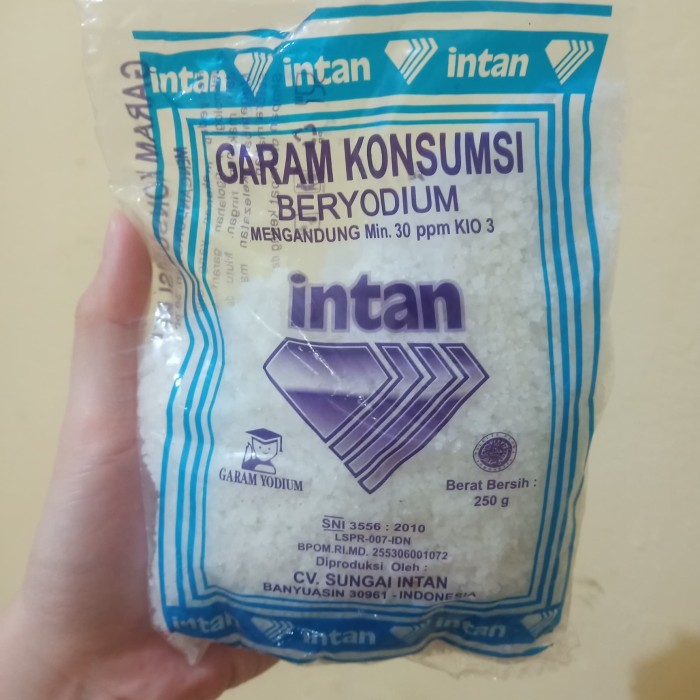 intan intan intan
GARAM KONSUMSI
BERYODIUM
MENGANDUNG Min. 30 ppm KIO 3
intan
GARAM YODIUM
Berat Bersih :
250 g
SNI 3556 : 2010
LSPR-007-IDN
BPOM.RI.MD. 255306001072
Diproduksi Oleh :
CV. SUNGAI INTAN
BANYUASIN 30961 - INDONESIA
intan intan intan